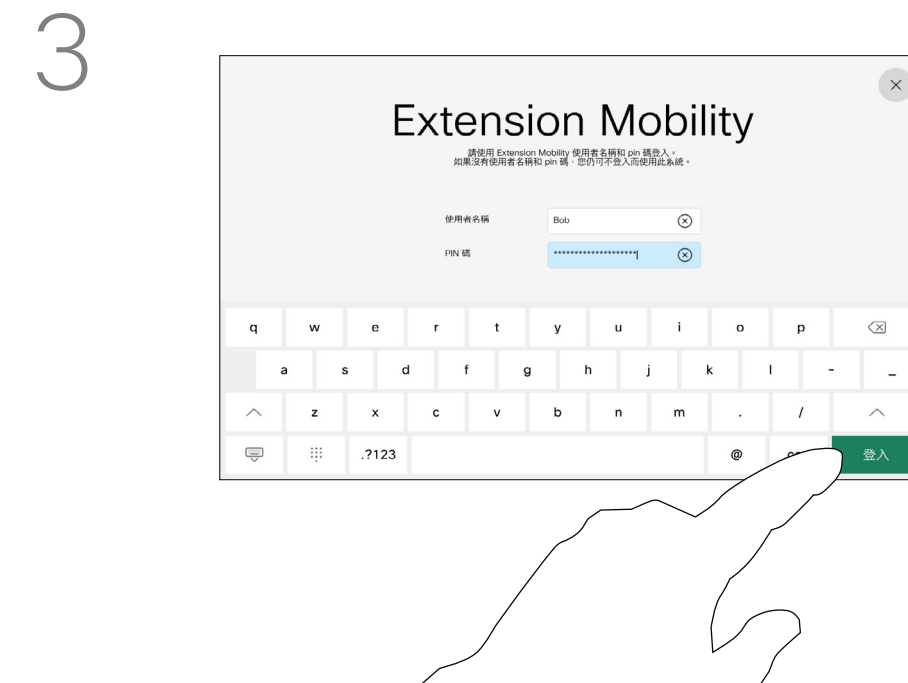 3
Extension Mobility
請使用 Extension Mobility 使用者名稱和 pin 碼登入。
如果沒有使用者名稱和 pin 碼,您仍可不登入而使用此系統。
使用者名稱 Bob
PIN 碼 ********************
q w e r t y u i o p
a s d f g h j k l - _
z x c v b n m . /
.?123 @ 登入